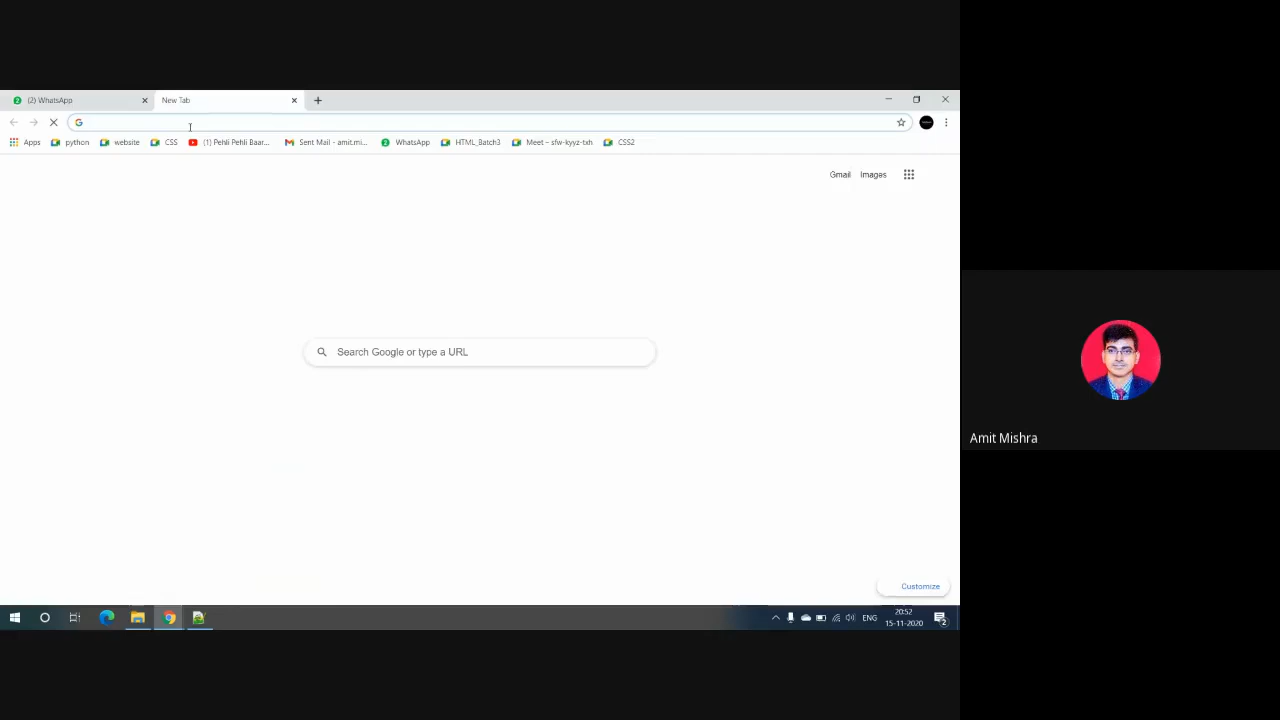 (2) WhatsApp
New Tab
Apps python website CSS (1) Pehli Pehli Baar... Sent Mail - amit.mi... WhatsApp HTML_Batch3 Meet – sfw-kyyz-txh CSS2
Gmail Images
Search Google or type a URL
Customize
Amit Mishra
ENG
20:52
15-11-2020
2